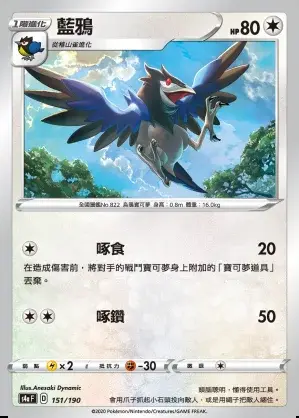 1階進化 藍鴉 HP80
從稚山雀進化
全國圖鑑No.822 烏鴉寶可夢 身高:0.8m 體重:16.0kg
啄食 20
在造成傷害前,將對手的戰鬥寶可夢身上附加的「寶可夢道具」
丟棄。
啄鑽 50
弱點 ×2 抵抗力 -30 撤退
Illus.Anesaki Dynamic
s4a F D 151/190
頭腦聰明,懂得使用工具。
會用爪子抓起小石頭投向敵人,或是用繩子把敵人纏住。
©2020 Pokémon/Nintendo/Creatures/GAME FREAK.